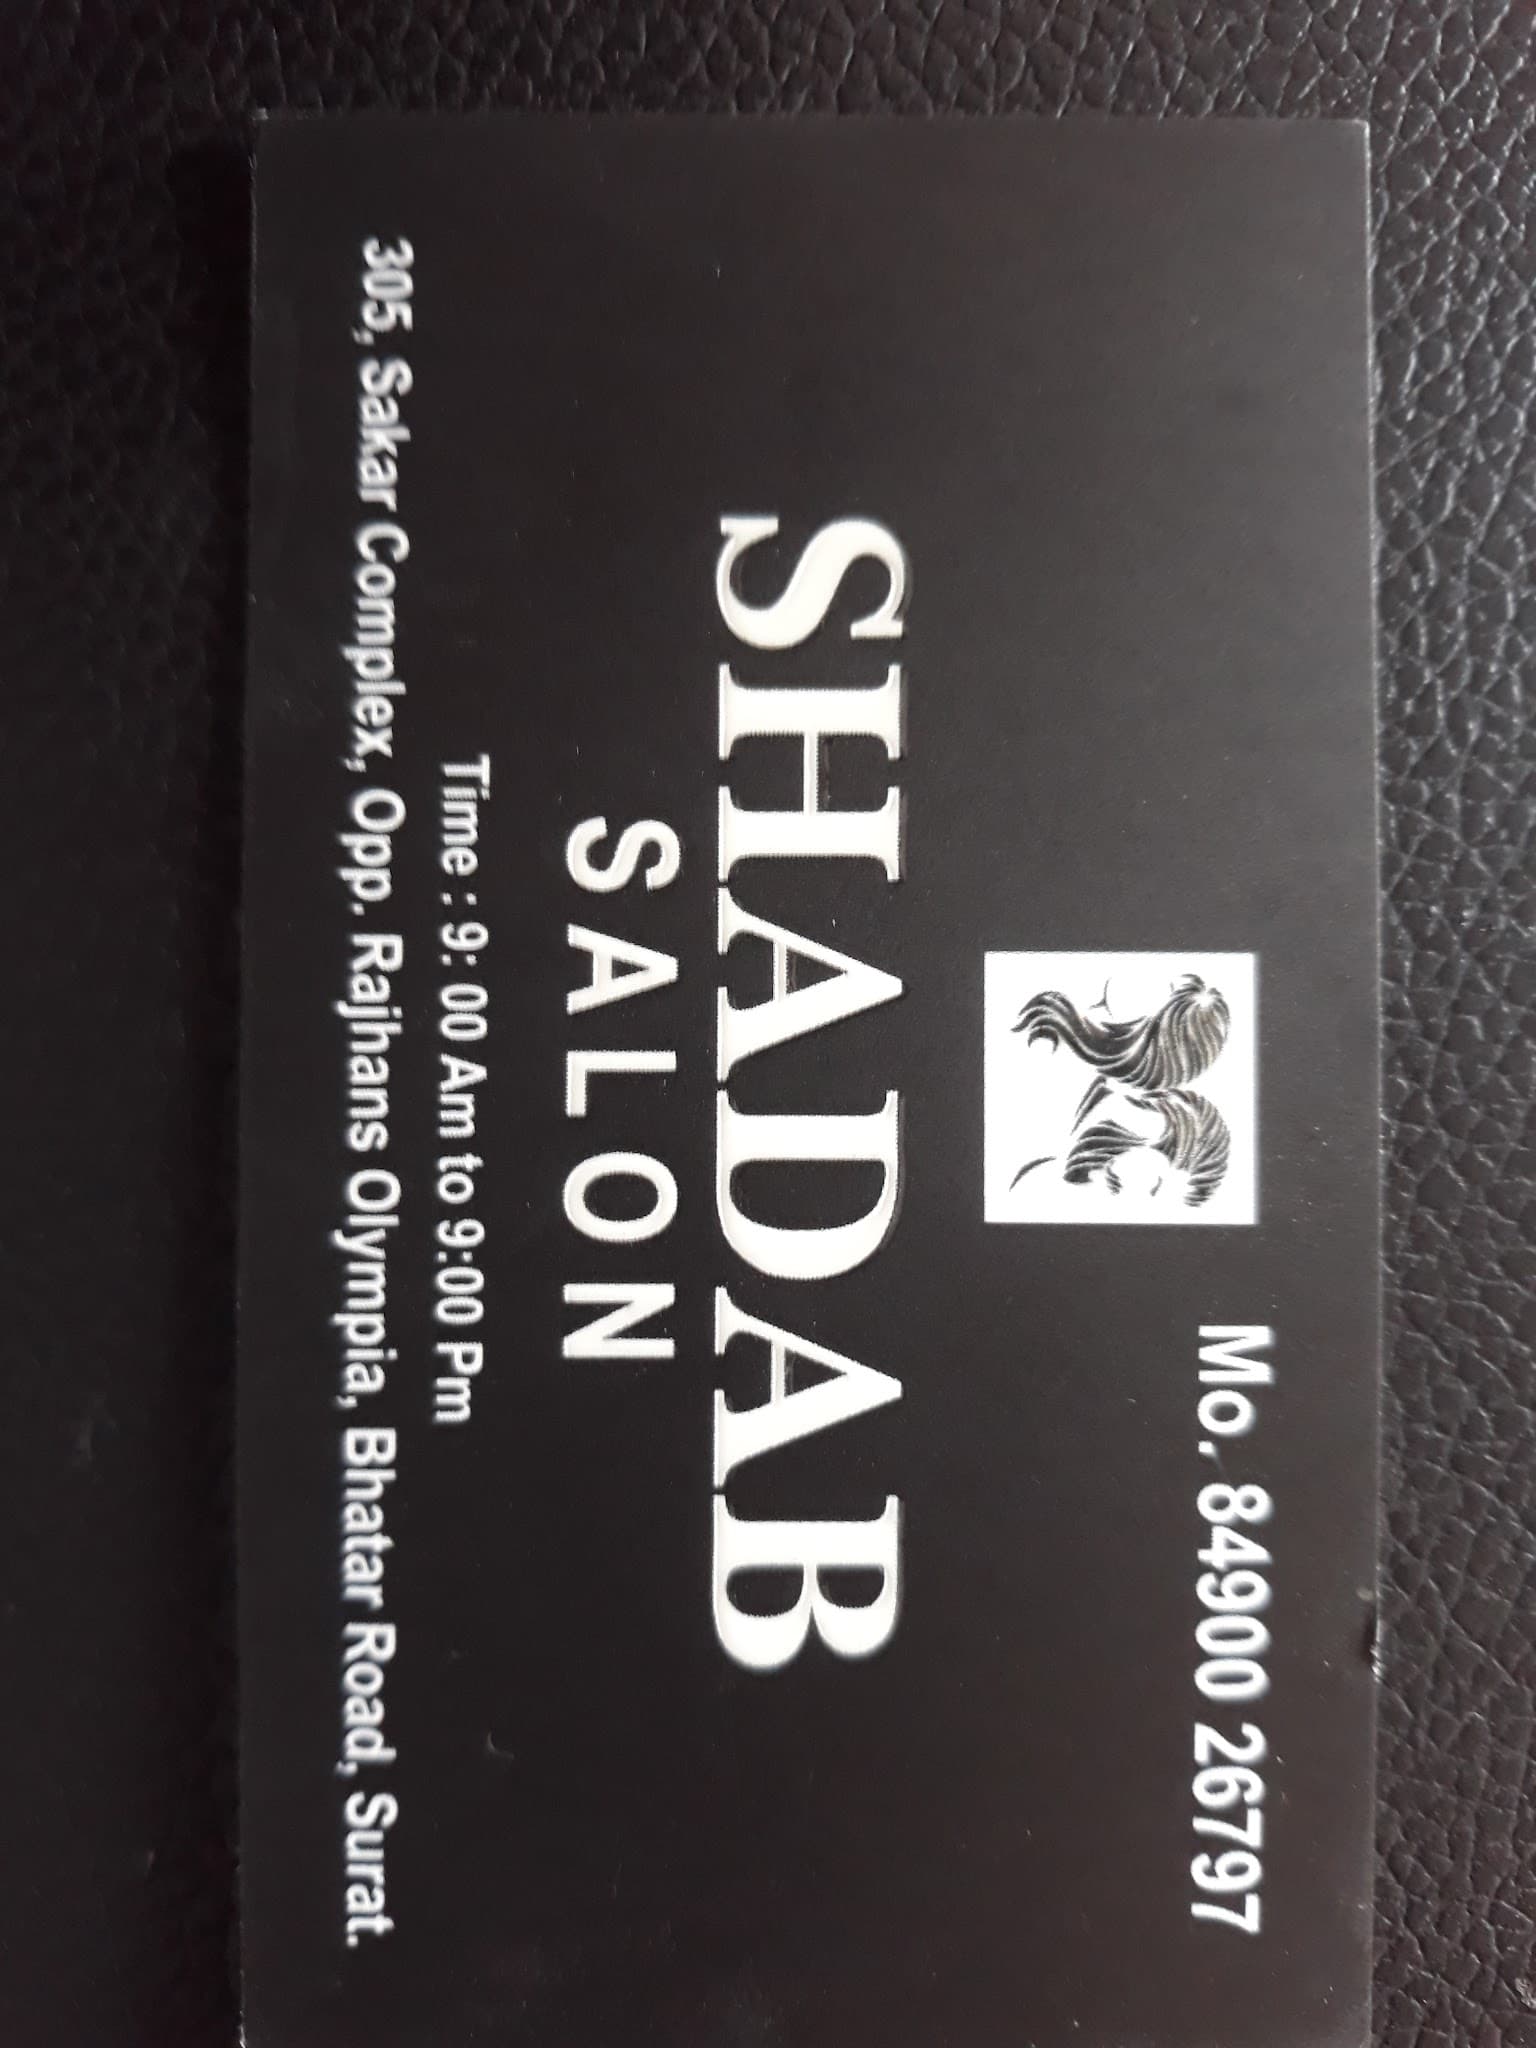 Mo. 84900 26797
SHADAB
SALON
Time : 9: 00 Am to 9:00 Pm
305, Sakar Complex, Opp. Rajhans Olympia, Bhatar Road, Surat.